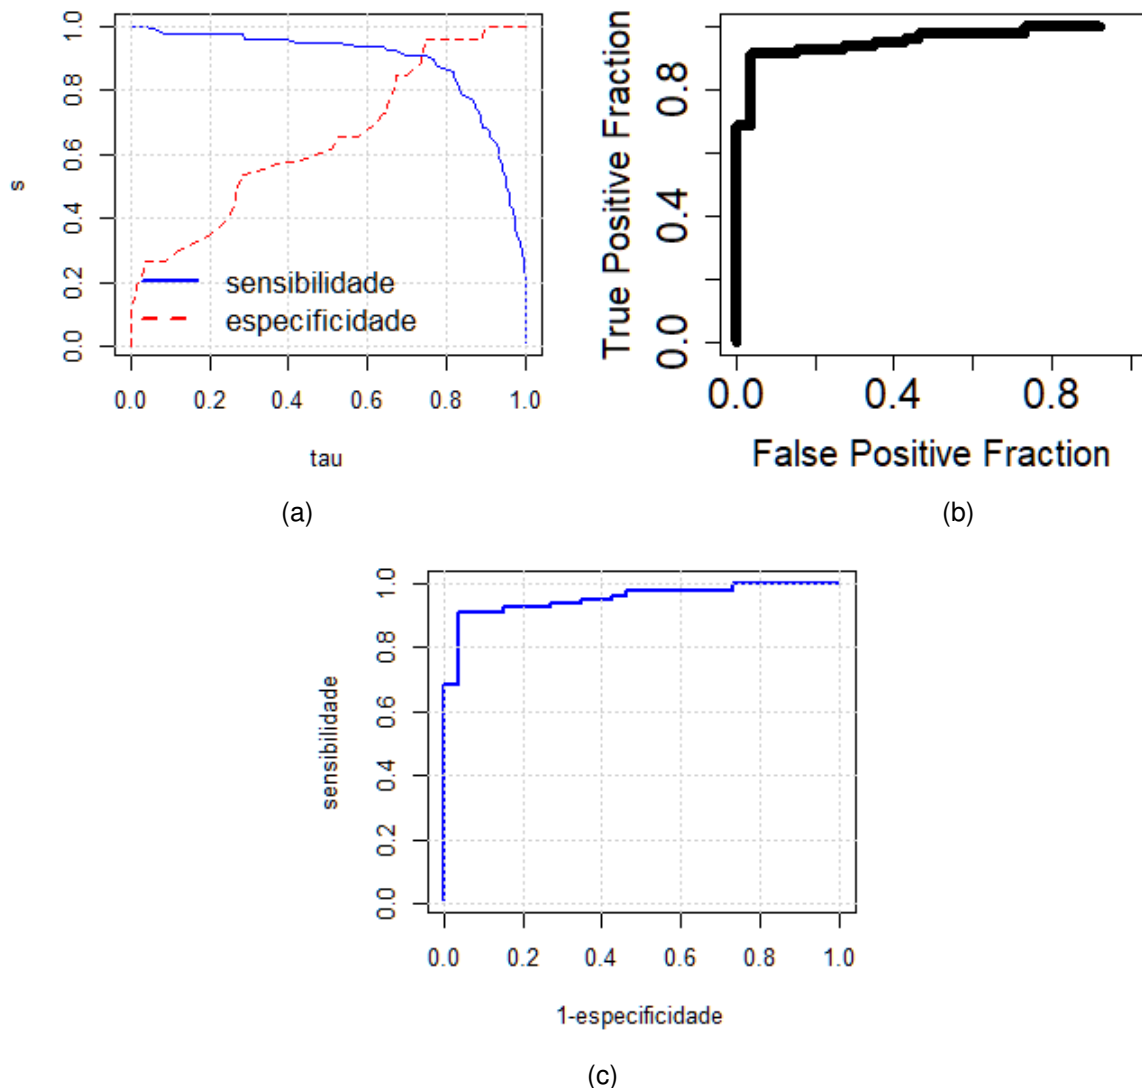 s
0.0 0.2 0.4 0.6 0.8 1.0
sensibilidade
especificidade
0.0 0.2 0.4 0.6 0.8 1.0
tau
(a)
True Positive Fraction
0.0 0.4 0.8
0.0 0.4 0.8
False Positive Fraction
(b)
sensibilidade
0.0 0.2 0.4 0.6 0.8 1.0
0.0 0.2 0.4 0.6 0.8 1.0
1-especificidade
(c)